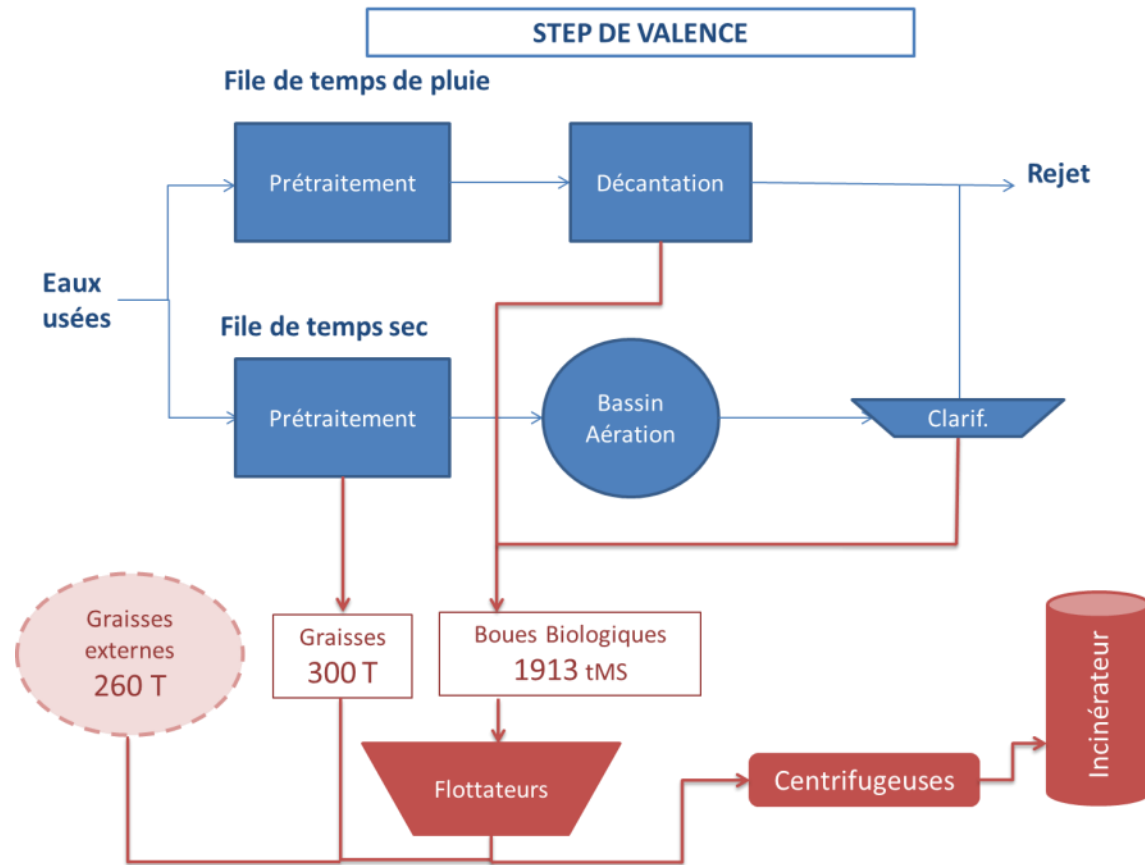 STEP DE VALENCE
File de temps de pluie
Prétraitement
Décantation
Rejet
Eaux
usées
File de temps sec
Prétraitement
Bassin
Aération
Clarif.
Graisses
externes
260 T
Graisses
300 T
Boues Biologiques
1913 tMS
Flottateurs
Centrifugeuses
Incinérateur